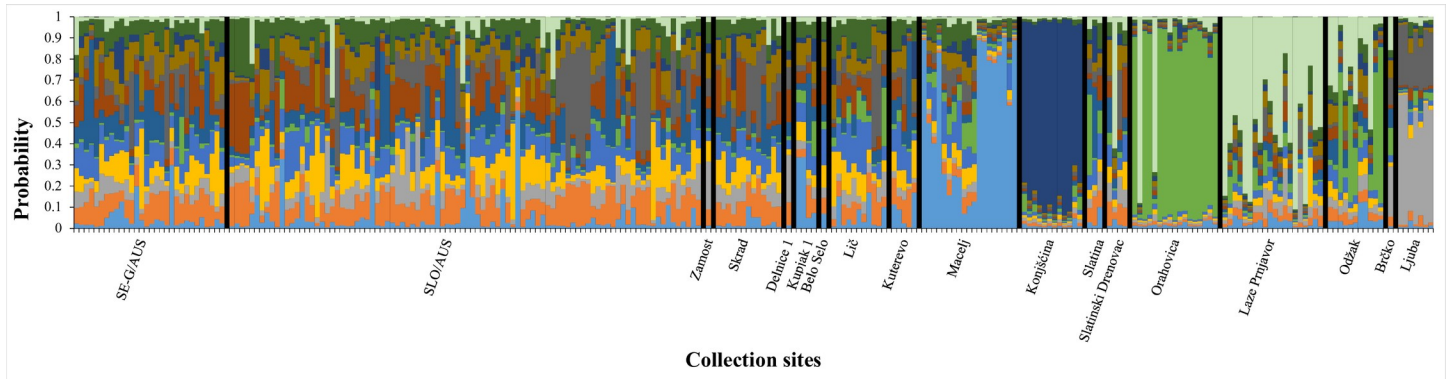 Probability
1
0.9
0.8
0.7
0.6
0.5
0.4
0.3
0.2
0.1
0
SE-G/AUS
SLO/AUS
Zamost
Skrad
Delnice 1
Kupjak 1
Belo Selo
Lič
Kuterevo
Macelj
Konjšćina
Slatina
Slatinski Drenovac
Orahovica
Laze Prnjavor
Odžak
Brčko
Ljuba
Collection sites